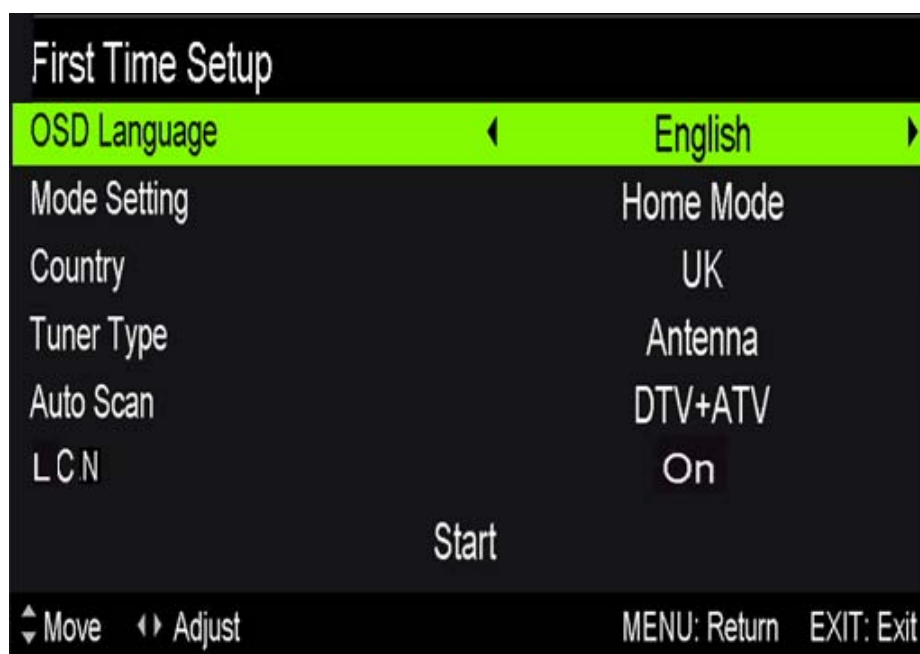 First Time Setup
OSD Language English
Mode Setting Home Mode
Country UK
Tuner Type Antenna
Auto Scan DTV+ATV
L C N On
Start
Move Adjust MENU: Return EXIT: Exit